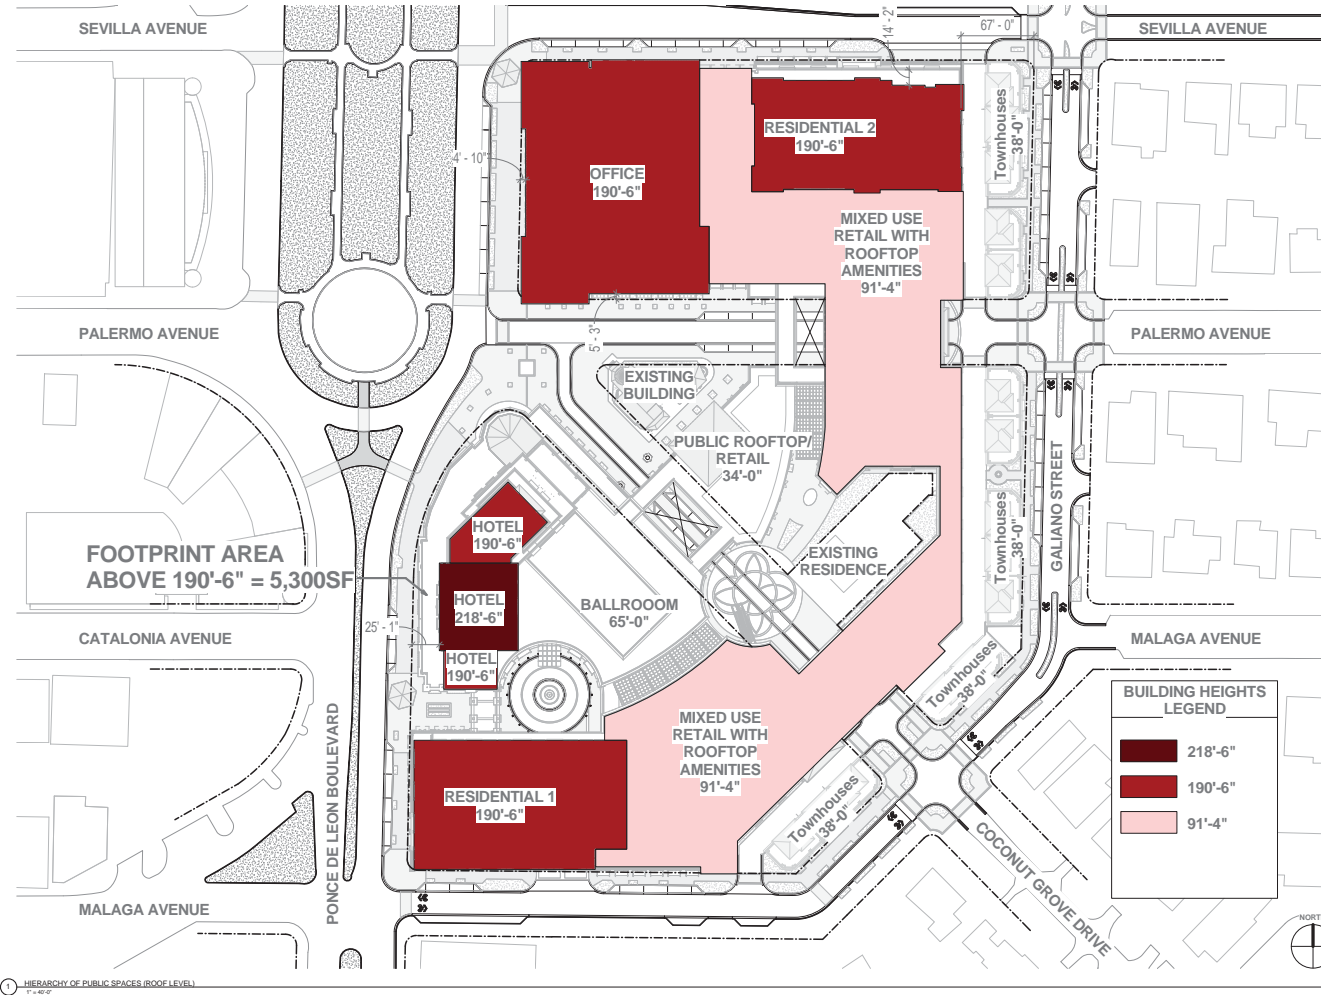 SEVILLA AVENUE
SEVILLA AVENUE
14' - 2"
67' - 0"
Townhouses
38'-0"
RESIDENTIAL 2
190'-6"
4' - 10"
OFFICE
190'-6"
MIXED USE
RETAIL WITH
ROOFTOP
AMENITIES
91'-4"
PALERMO AVENUE
PALERMO AVENUE
5' - 3"
EXISTING
BUILDING
PUBLIC ROOFTOP/
RETAIL
34'-0"
GALIANO STREET
Townhouses
38'-0"
HOTEL
190'-6"
FOOTPRINT AREA
ABOVE 190'-6" = 5,300SF
EXISTING
RESIDENCE
HOTEL
218'-6"
BALLROOOM
65'-0"
25' - 1"
CATALONIA AVENUE
MALAGA AVENUE
HOTEL
190'-6"
Townhouses
38'-0"
BUILDING HEIGHTS
LEGEND
218'-6"
190'-6"
91'-4"
MIXED USE
RETAIL WITH
ROOFTOP
AMENITIES
91'-4"
RESIDENTIAL 1
190'-6"
Townhouses
38'-0"
PONCE DE LEON BOULEVARD
COCONUT GROVE DRIVE
MALAGA AVENUE
NORT
1
HIERARCHY OF PUBLIC SPACES (ROOF LEVEL)
1" = 40'-0"